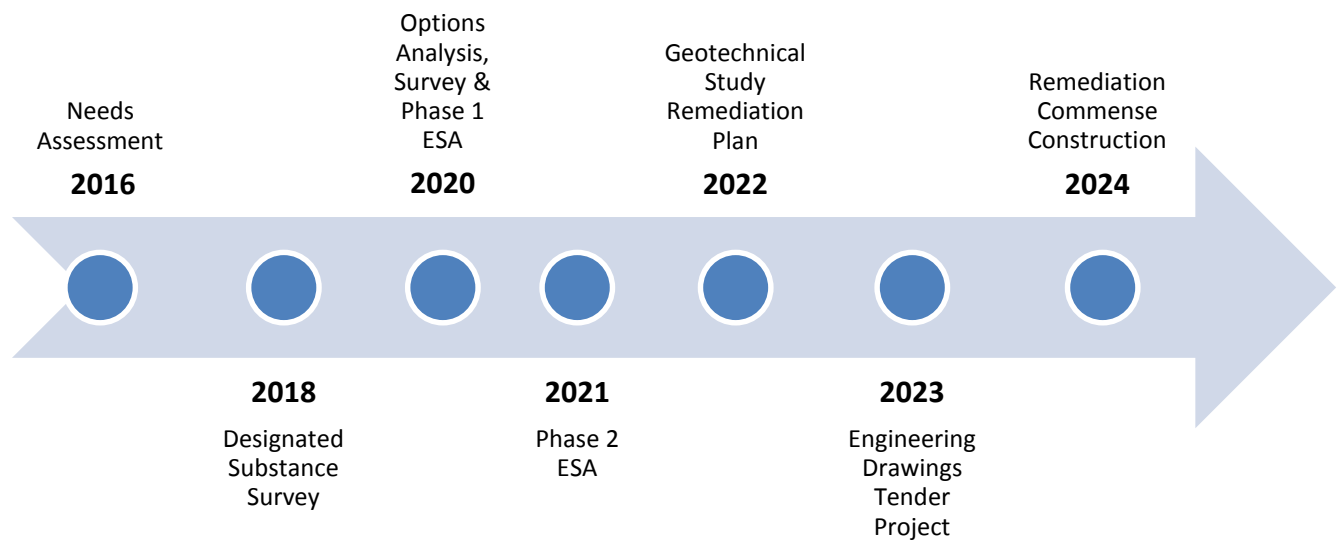 Needs
Assessment
2016
2018
Designated
Substance
Survey
Options
Analysis,
Survey &
Phase 1
ESA
2020
2021
Phase 2
ESA
Geotechnical
Study
Remediation
Plan
2022
2023
Engineering
Drawings
Tender
Project
Remediation
Commense
Construction
2024